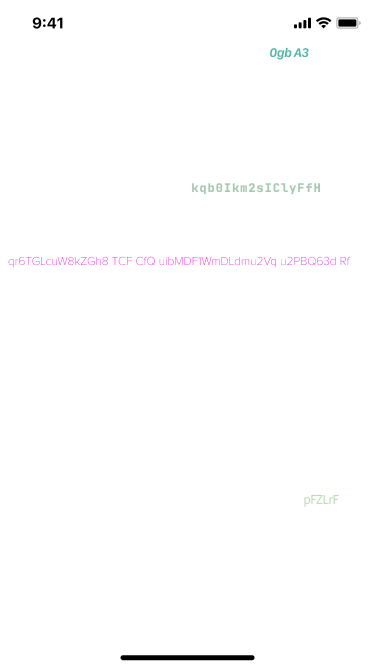 9:41
0gb A3
kqb0Ikm2sIClyFfH
qr6TGLcuW8kZGh8 TCF CfQ uibMDF1WmDLdmu2Vq u2PBQ63d Rf
pFZLrF